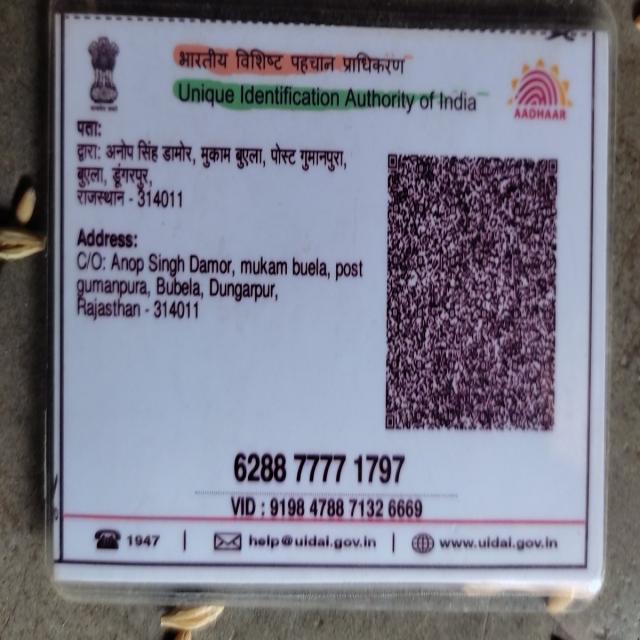 भारतीय विशिष्ट पहचान प्राधिकरण
Unique Identification Authority of India
AADHAAR
पता:
द्वारा: अनोप सिंह डामोर, मुकाम बुएला, पोस्ट गुमानपुरा,
बुएला, डूंगरपुर,
राजस्थान - 314011
Address:
C/O: Anop Singh Damor, mukam buela, post
gumanpura, Bubela, Dungarpur,
Rajasthan - 314011
6288 7777 1797
VID : 9198 4788 7132 6669
1947 | help@uidai.gov.in | www.uidai.gov.in